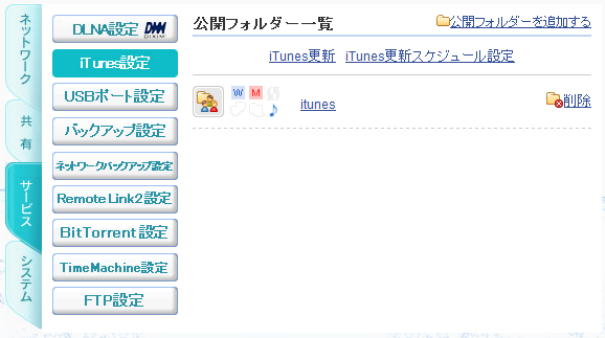 ネットワーク
共有
サービス
システム
DLNA設定
iTunes設定
USBポート設定
バックアップ設定
ネットワークバックアップ設定
Remote Link2設定
BitTorrent設定
TimeMachine設定
FTP設定
公開フォルダー一覧
公開フォルダーを追加する
iTunes更新 iTunes更新スケジュール設定
W M
itunes
削除